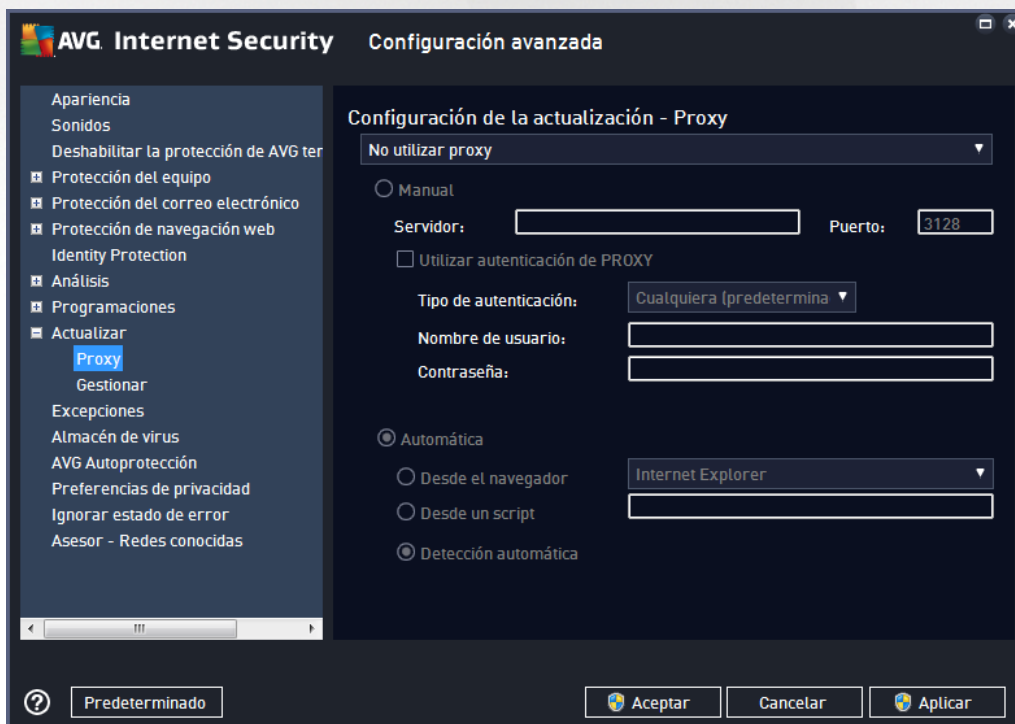 AVG. Internet Security Configuración avanzada
Apariencia
Sonidos
Deshabilitar la protección de AVG ter
Protección del equipo
Protección del correo electrónico
Protección de navegación web
Identity Protection
Análisis
Programaciones
Actualizar
Proxy
Gestionar
Excepciones
Almacén de virus
AVG Autoprotección
Preferencias de privacidad
Ignorar estado de error
Asesor - Redes conocidas
Configuración de la actualización - Proxy
No utilizar proxy
Manual
Servidor: Puerto: 3128
Utilizar autenticación de PROXY
Tipo de autenticación: Cualquiera (predetermina
Nombre de usuario:
Contraseña:
Automática
Desde el navegador Internet Explorer
Desde un script
Detección automática
? Predeterminado Aceptar Cancelar Aplicar